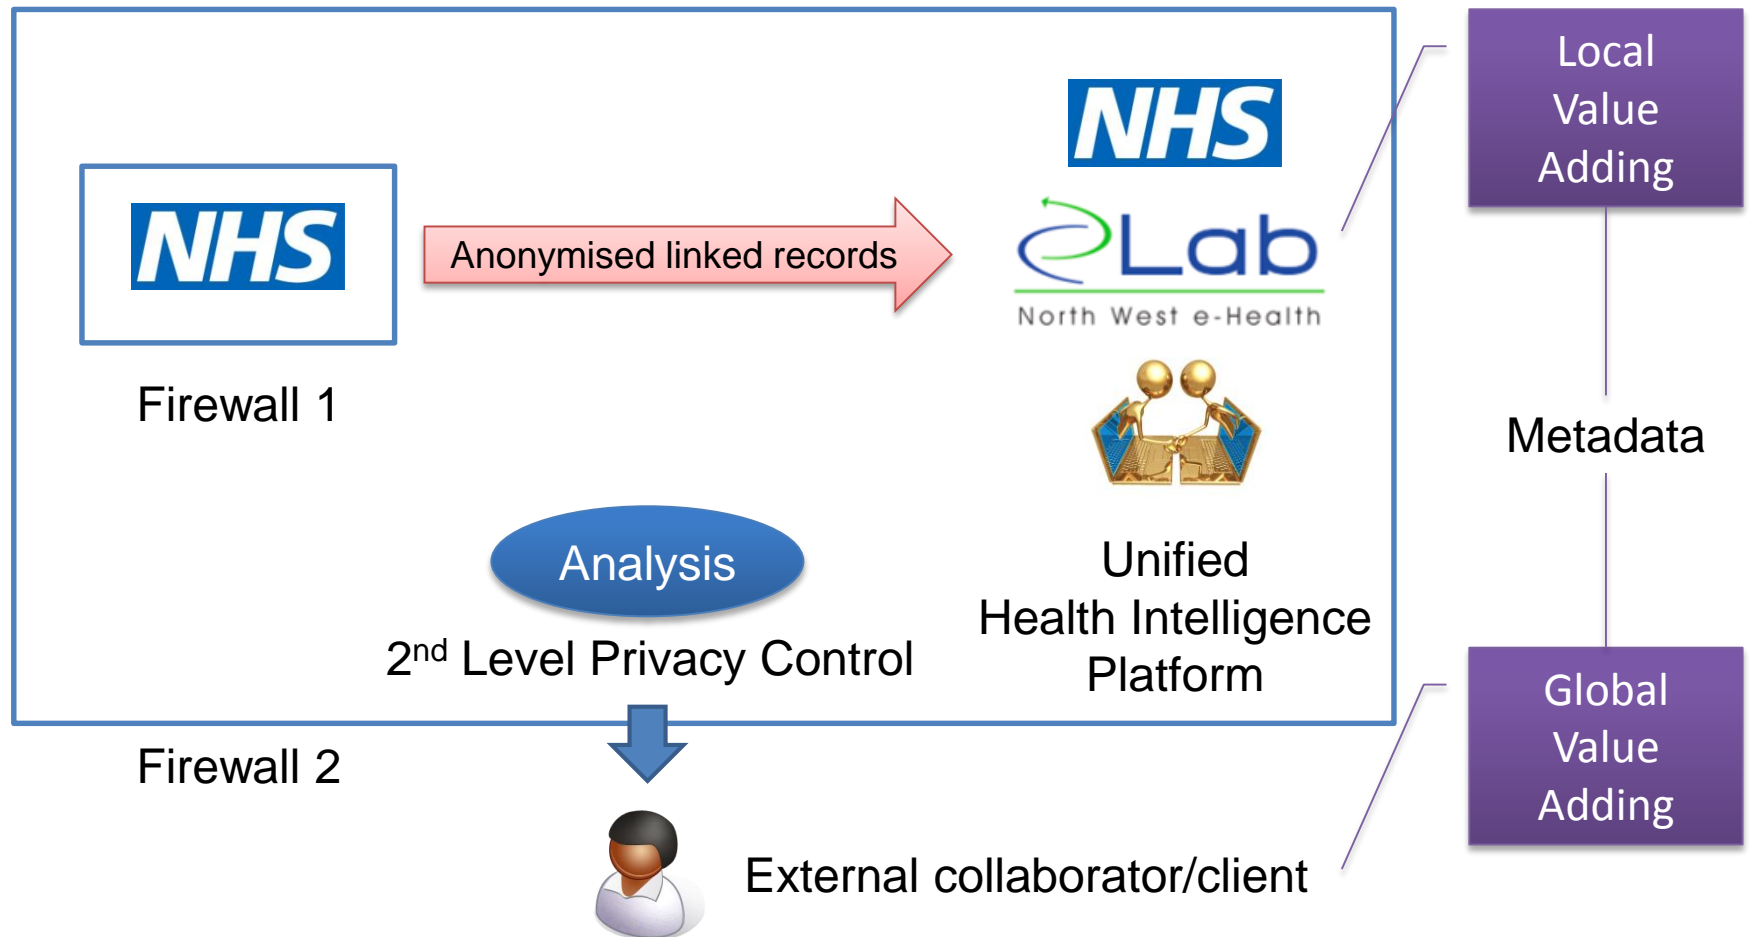 NHS
Firewall 1
Anonymised linked records
NHS
eLab
North West e-Health
Unified
Health Intelligence
Platform
Analysis
2nd Level Privacy Control
Firewall 2
External collaborator/client
Local
Value
Adding
Metadata
Global
Value
Adding